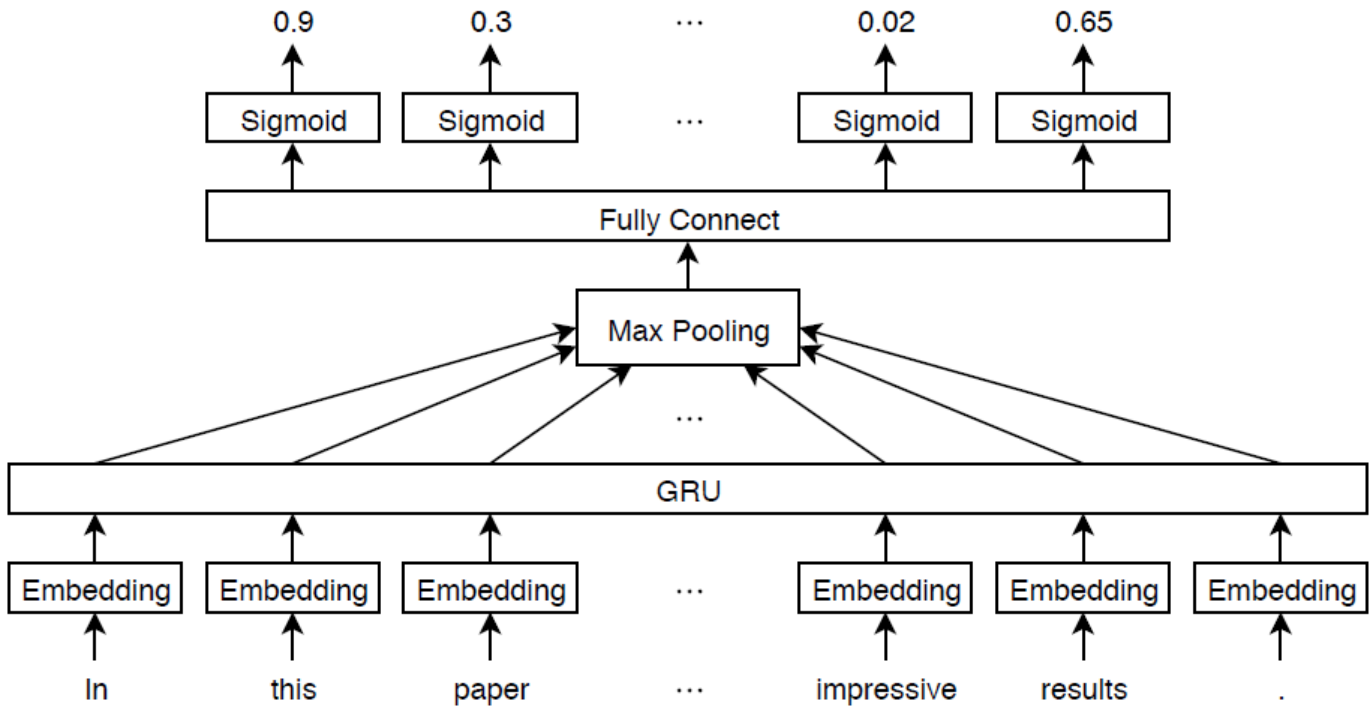 0.9 0.3 ... 0.02 0.65
Sigmoid Sigmoid ... Sigmoid Sigmoid
Fully Connect
Max Pooling
...
GRU
Embedding Embedding Embedding ... Embedding Embedding Embedding
In this paper ... impressive results .